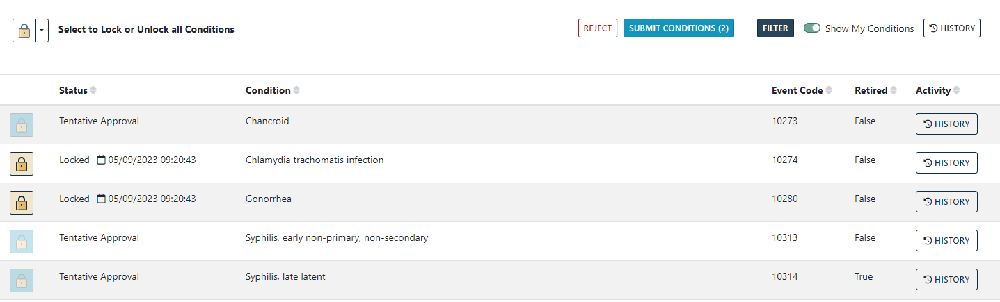 Select to Lock or Unlock all Conditions REJECT SUBMIT CONDITIONS (2) FILTER Show My Conditions HISTORY
Status Condition Event Code Retired Activity
Tentative Approval Chancroid 10273 False HISTORY
Locked 05/09/2023 09:20:43 Chlamydia trachomatis infection 10274 False HISTORY
Locked 05/09/2023 09:20:43 Gonorrhea 10280 False HISTORY
Tentative Approval Syphilis, early non-primary, non-secondary 10313 False HISTORY
Tentative Approval Syphilis, late latent 10314 True HISTORY